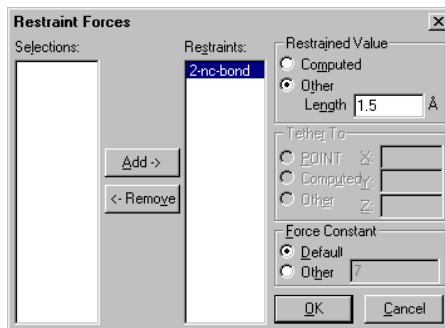 Restraint Forces
Selections:
Restraints:
2-nc-bond
Add ->
<- Remove
Restrained Value
Computed
Other
Length 1.5 Å
Tether To
POINT X:
Computed Y:
Other Z:
Force Constant
Default
Other 7
OK
Cancel